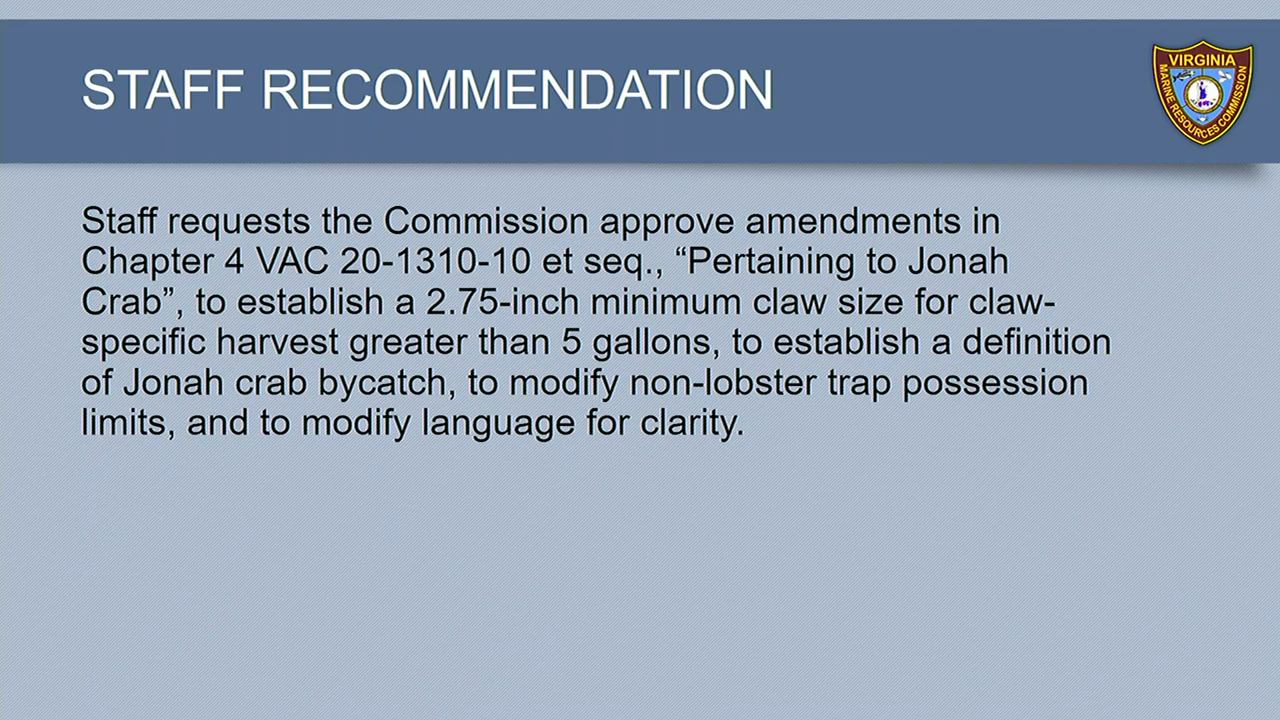 STAFF RECOMMENDATION
VIRGINIA
MARINE RESOURCES COMMISSION
Staff requests the Commission approve amendments in
Chapter 4 VAC 20-1310-10 et seq., “Pertaining to Jonah
Crab”, to establish a 2.75-inch minimum claw size for claw-
specific harvest greater than 5 gallons, to establish a definition
of Jonah crab bycatch, to modify non-lobster trap possession
limits, and to modify language for clarity.